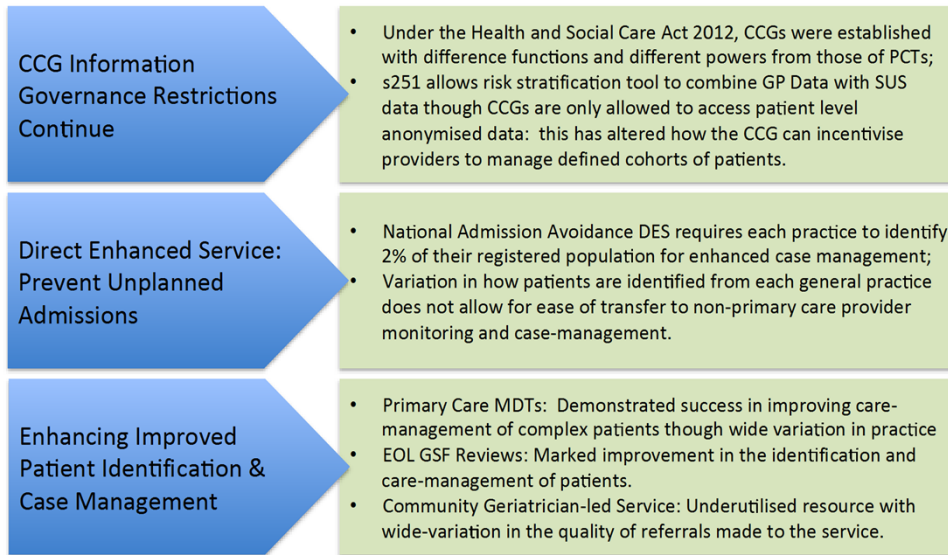 CCG Information
Governance Restrictions
Continue
• Under the Health and Social Care Act 2012, CCGs were established
with difference functions and different powers from those of PCTs;
• s251 allows risk stratification tool to combine GP Data with SUS
data though CCGs are only allowed to access patient level
anonymised data: this has altered how the CCG can incentivise
providers to manage defined cohorts of patients.
Direct Enhanced Service:
Prevent Unplanned
Admissions
• National Admission Avoidance DES requires each practice to identify
2% of their registered population for enhanced case management;
• Variation in how patients are identified from each general practice
does not allow for ease of transfer to non-primary care provider
monitoring and case-management.
Enhancing Improved
Patient Identification &
Case Management
• Primary Care MDTs: Demonstrated success in improving care-
management of complex patients though wide variation in practice
• EOL GSF Reviews: Marked improvement in the identification and
care-management of patients.
• Community Geriatrician-led Service: Underutilised resource with
wide-variation in the quality of referrals made to the service.